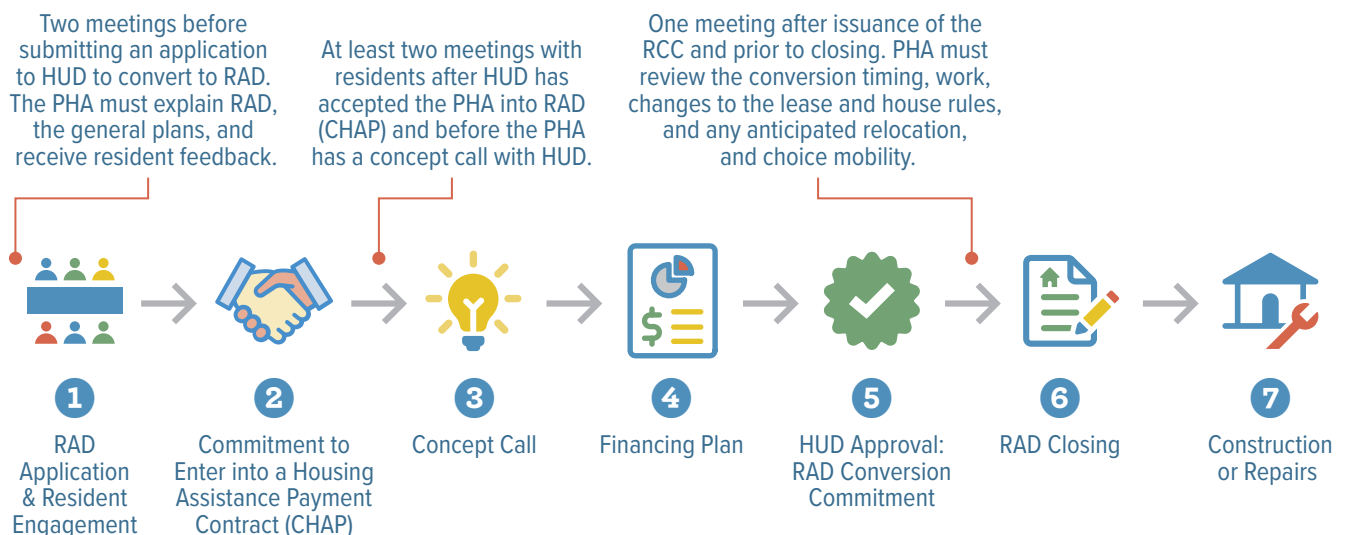 Two meetings before
submitting an application
to HUD to convert to RAD.
The PHA must explain RAD,
the general plans, and
receive resident feedback.
At least two meetings with
residents after HUD has
accepted the PHA into RAD
(CHAP) and before the PHA
has a concept call with HUD.
One meeting after issuance of the
RCC and prior to closing. PHA must
review the conversion timing, work,
changes to the lease and house rules,
and any anticipated relocation,
and choice mobility.
$
1
RAD
Application
& Resident
Engagement
2
Commitment to
Enter into a Housing
Assistance Payment
Contract (CHAP)
3
Concept Call
4
Financing Plan
5
HUD Approval:
RAD Conversion
Commitment
6
RAD Closing
7
Construction
or Repairs